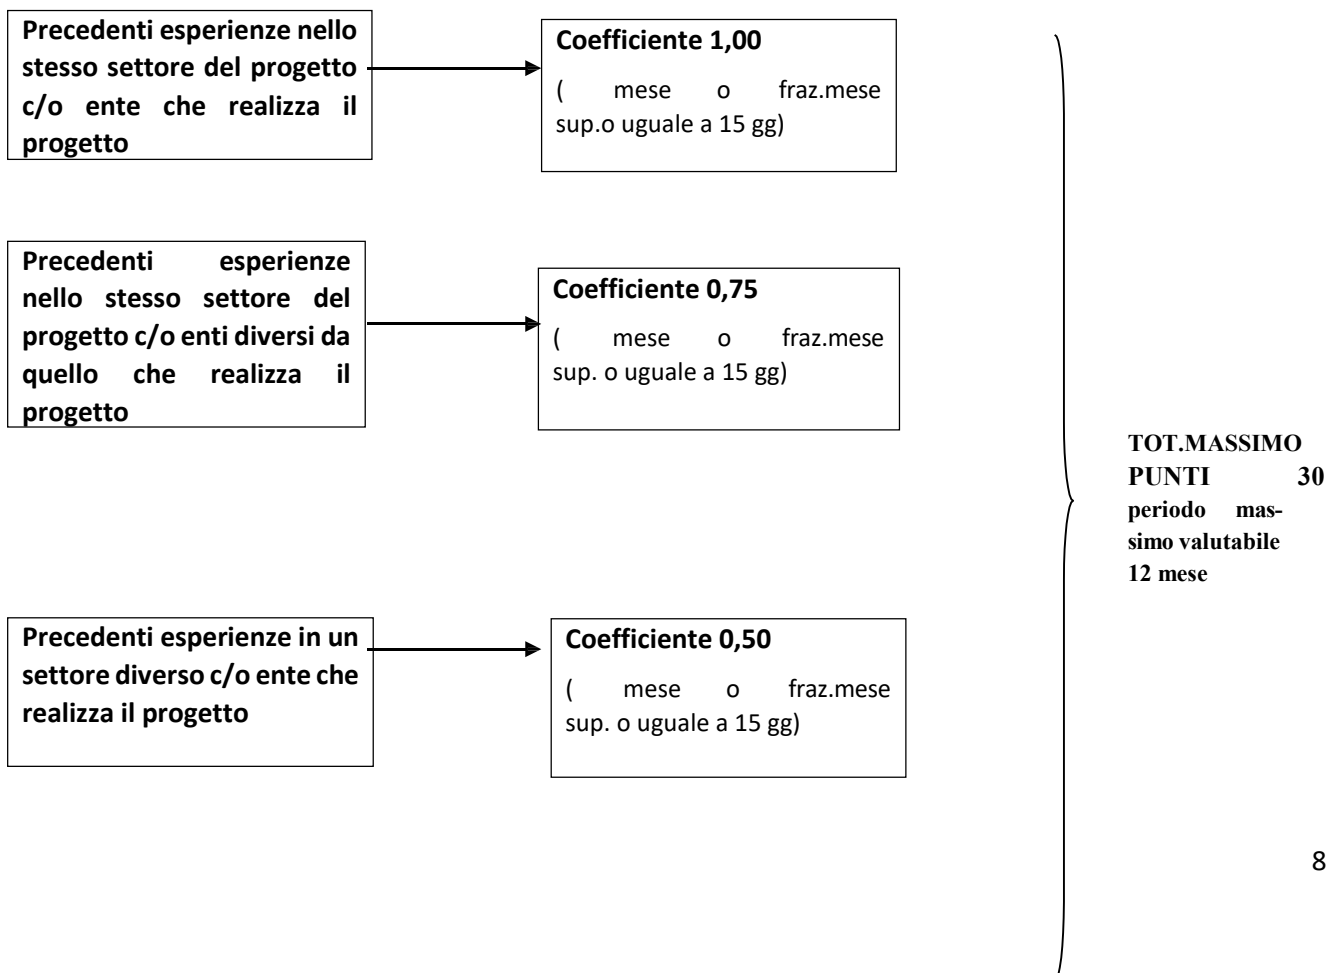 Precedenti esperienze nello
stesso settore del progetto
c/o ente che realizza il
progetto
Coefficiente 1,00
( mese o fraz.mese
sup.o uguale a 15 gg)
Precedenti esperienze
nello stesso settore del
progetto c/o enti diversi da
quello che realizza il
progetto
Coefficiente 0,75
( mese o fraz.mese
sup. o uguale a 15 gg)
TOT.MASSIMO
PUNTI 30
periodo mas-
simo valutabile
12 mese
Precedenti esperienze in un
settore diverso c/o ente che
realizza il progetto
Coefficiente 0,50
( mese o fraz.mese
sup. o uguale a 15 gg)
8